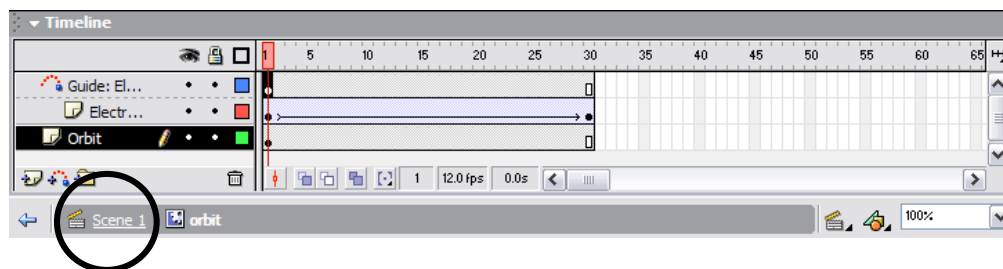 Timeline
1 5 10 15 20 25 30 35 40 45 50 55 60 65
Guide: El...
Electr...
Orbit
1 12.0 fps 0.0s
Scene 1 orbit 100%